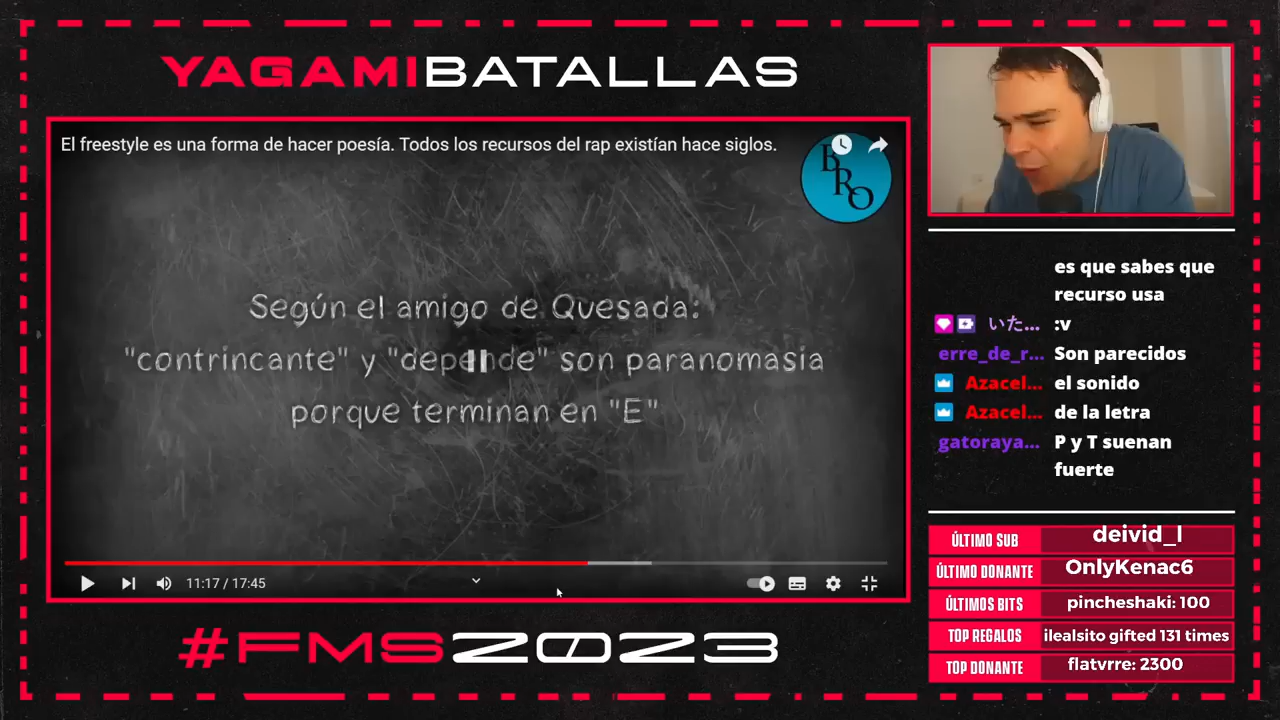 YAGAMIBATALLAS
El freestyle es una forma de hacer poesía. Todos los recursos del rap existían hace siglos.
BRO
Según el amigo de Quesada:
"contrincante" y "depende" son paranomasia
porque terminan en "E"
11:17 / 17:45
#FMS2023
es que sabes que
recurso usa
いた... :v
erre_de_r... Son parecidos
Azacel... el sonido
Azacel... de la letra
gatoraya... P y T suenan
fuerte
ÚLTIMO SUB deivid_l
ÚLTIMO DONANTE OnlyKenac6
ÚLTIMOS BITS pincheshaki: 100
TOP REGALOS ilealsito gifted 131 times
TOP DONANTE flatvrre: 2300